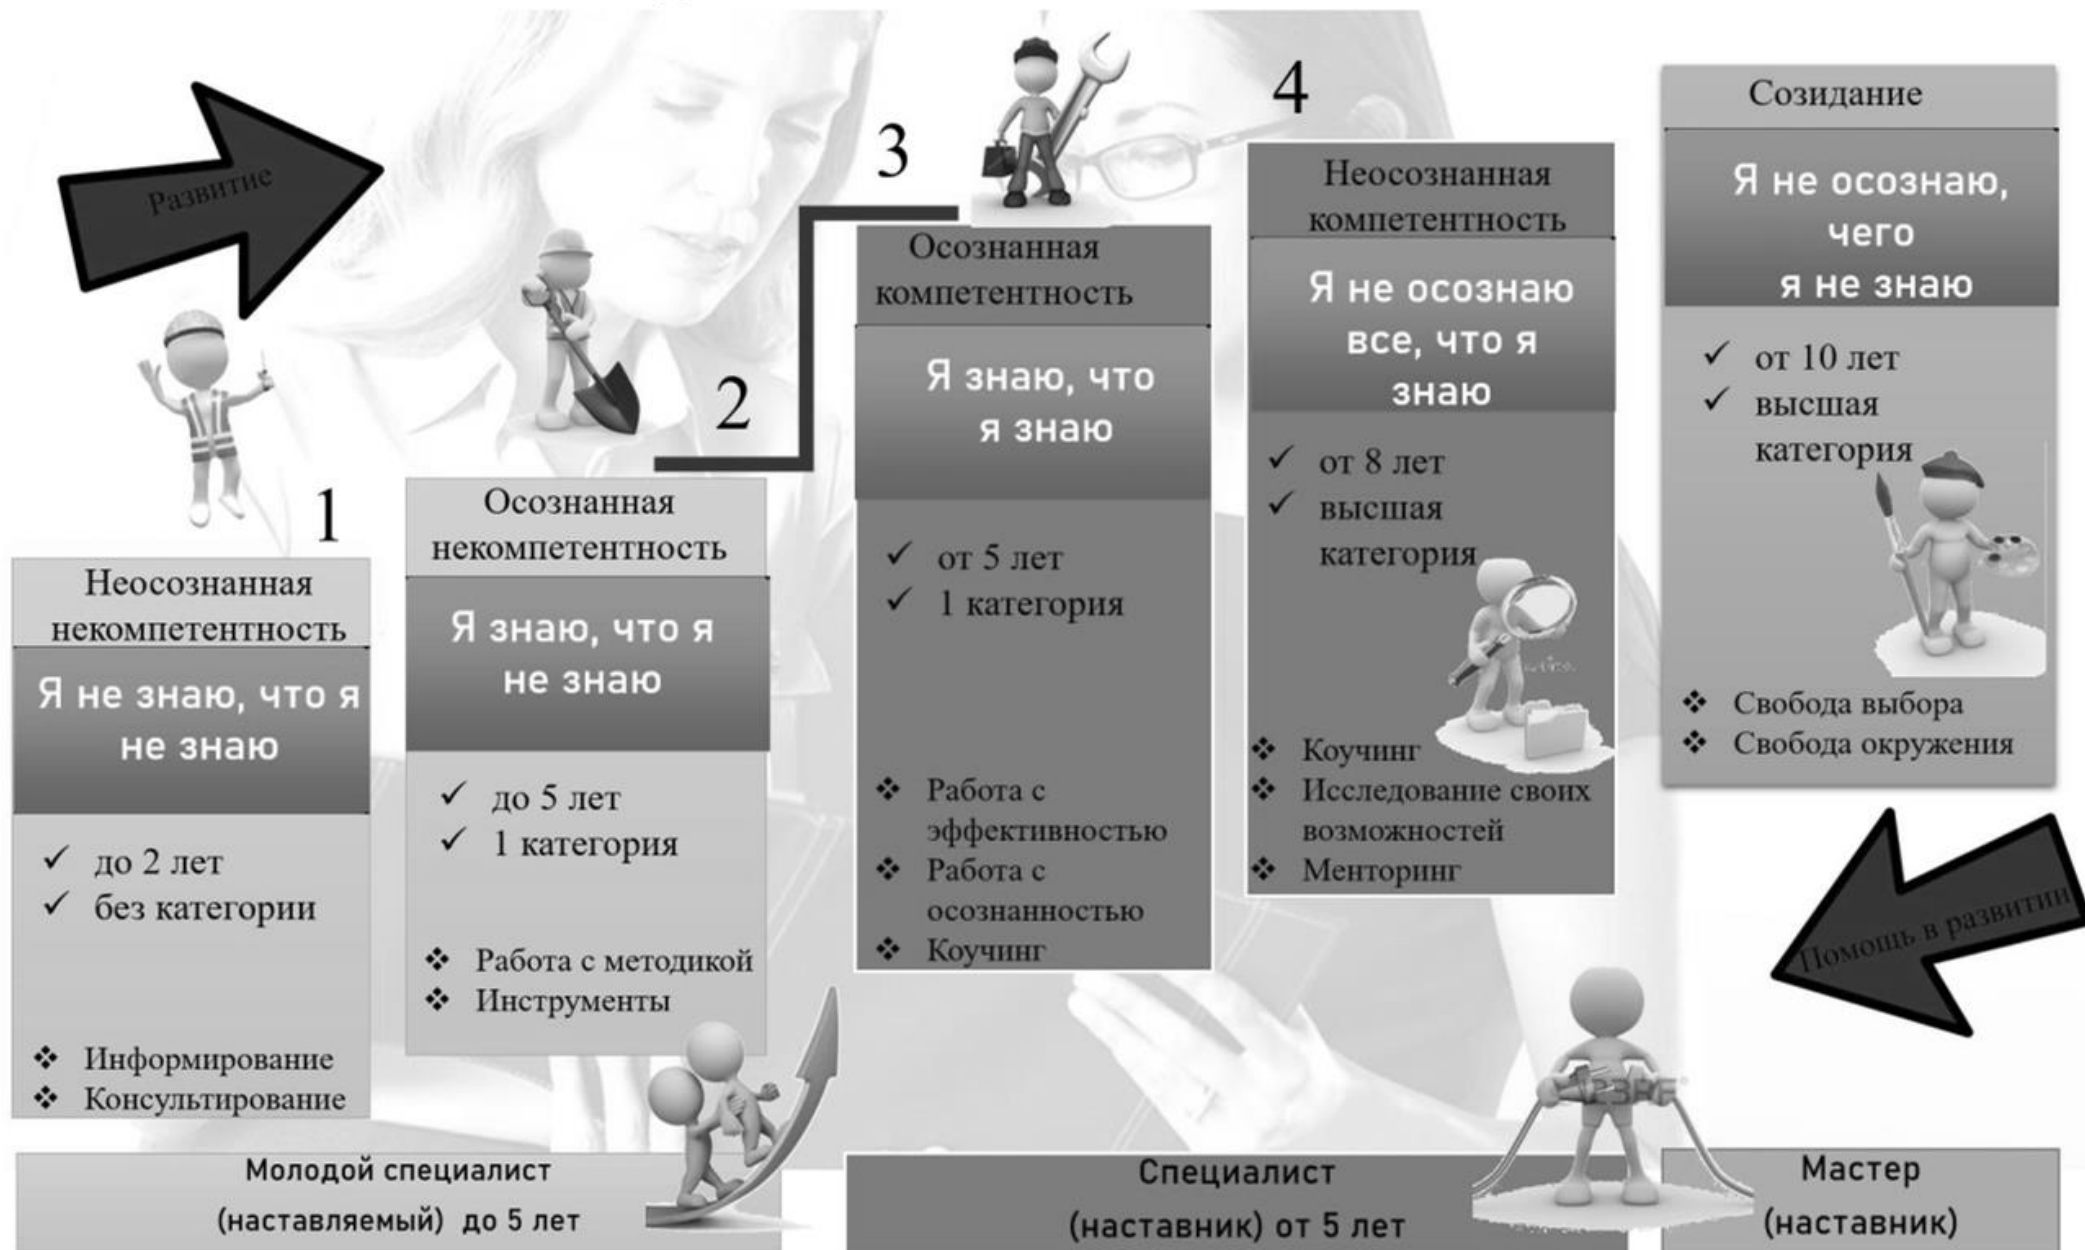 Развитие
1
Неосознанная
некомпетентность
Я не знаю, что я
не знаю
✓ до 2 лет
✓ без категории
❖ Информирование
❖ Консультирование
2
Осознанная
некомпетентность
Я знаю, что я
не знаю
✓ до 5 лет
✓ 1 категория
❖ Работа с методикой
❖ Инструменты
3
Осознанная
компетентность
Я знаю, что
я знаю
✓ от 5 лет
✓ 1 категория
❖ Работа с
эффективностью
❖ Работа с
осознанностью
❖ Коучинг
4
Неосознанная
компетентность
Я не осознаю
все, что я
знаю
✓ от 8 лет
✓ высшая
категория
❖ Коучинг
❖ Исследование своих
возможностей
❖ Менторинг
Созидание
Я не осознаю,
чего
я не знаю
✓ от 10 лет
✓ высшая
категория
❖ Свобода выбора
❖ Свобода окружения
Помощь в развитии
Молодой специалист
(наставляемый) до 5 лет
Специалист
(наставник) от 5 лет
123RF
Мастер
(наставник)